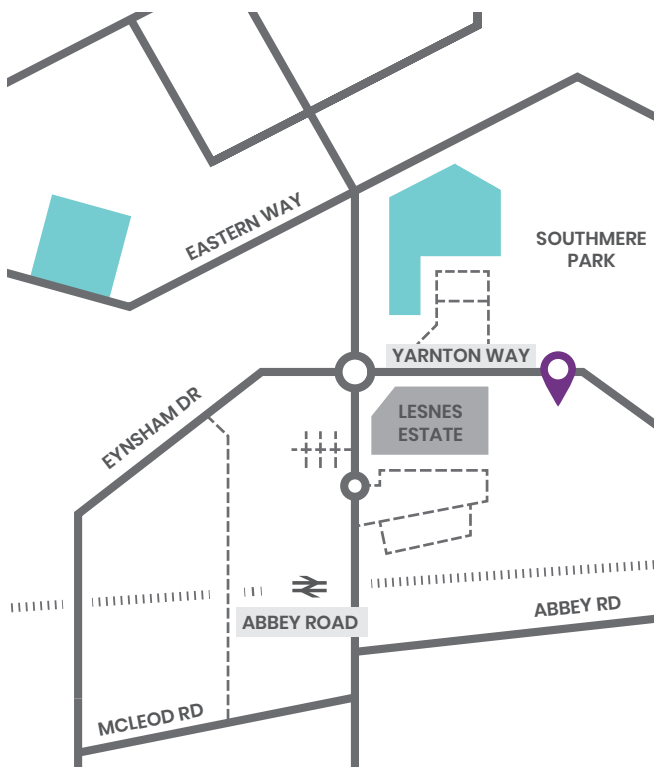 EASTERN WAY
SOUTHMERE
PARK
YARNTON WAY
EYNSHAM DR
LESNES
ESTATE
ABBEY ROAD
ABBEY RD
MCLEOD RD